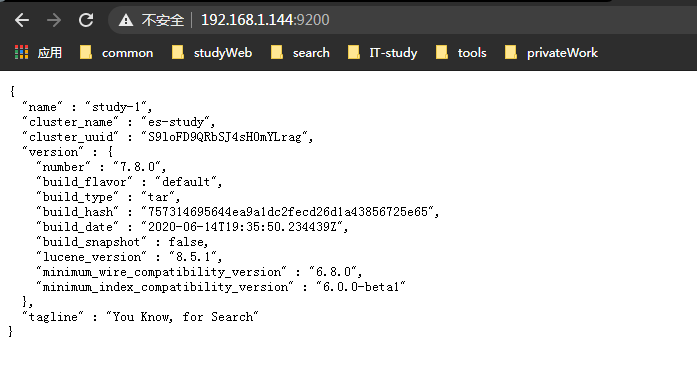 不安全 | 192.168.1.144:9200
应用 common studyWeb search IT-study tools privateWork
{
"name" : "study-1",
"cluster_name" : "es-study",
"cluster_uuid" : "S9loFD9QRbSJ4sH0mYLrag",
"version" : {
"number" : "7.8.0",
"build_flavor" : "default",
"build_type" : "tar",
"build_hash" : "757314695644ea9a1dc2fecd26d1a43856725e65",
"build_date" : "2020-06-14T19:35:50.234439Z",
"build_snapshot" : false,
"lucene_version" : "8.5.1",
"minimum_wire_compatibility_version" : "6.8.0",
"minimum_index_compatibility_version" : "6.0.0-beta1"
},
"tagline" : "You Know, for Search"
}